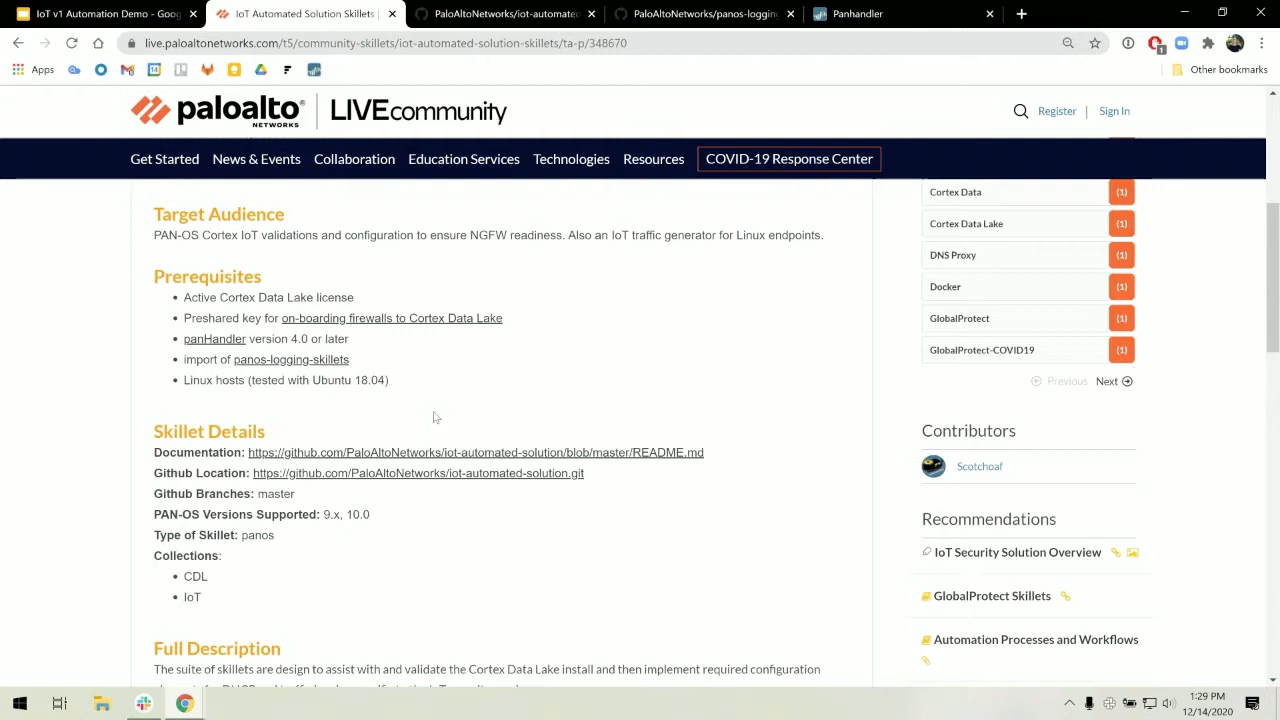 IoT v1 Automation Demo - Goog
IoT Automated Solution Skillets |
PaloAltoNetworks/iot-automated
PaloAltoNetworks/panos-logging
Panhandler
live.paloaltonetworks.com/t5/community-skillets/iot-automated-solution-skillets/ta-p/348670
Apps
Other bookmarks
paloalto
NETWORKS
LIVEcommunity
Register | Sign In
Get Started News & Events Collaboration Education Services Technologies Resources COVID-19 Response Center
Target Audience
PAN-OS Cortex IoT validations and configuration to ensure NGFW readiness. Also an IoT traffic generator for Linux endpoints.
Prerequisites
• Active Cortex Data Lake license
• Preshared key for on-boarding firewalls to Cortex Data Lake
• panHandler version 4.0 or later
• import of panos-logging-skillets
• Linux hosts (tested with Ubuntu 18.04)
Skillet Details
Documentation: https://github.com/PaloAltoNetworks/iot-automated-solution/blob/master/README.md
Github Location: https://github.com/PaloAltoNetworks/iot-automated-solution.git
Github Branches: master
PAN-OS Versions Supported: 9.x, 10.0
Type of Skillet: panos
Collections:
• CDL
• IoT
Full Description
The suite of skillets are design to assist with and validate the Cortex Data Lake install and then implement required configuration
Cortex Data (1)
Cortex Data Lake (1)
DNS Proxy (1)
Docker (1)
GlobalProtect (1)
GlobalProtect-COVID19 (1)
Previous Next
Contributors
Scotchoaf
Recommendations
IoT Security Solution Overview
GlobalProtect Skillets
Automation Processes and Workflows
1:29 PM
12/14/2020